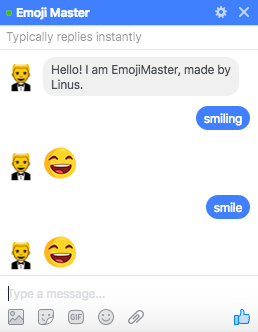 Emoji Master
Typically replies instantly
Hello! I am EmojiMaster, made by
Linus.
smiling
smile
Type a message...
GIF